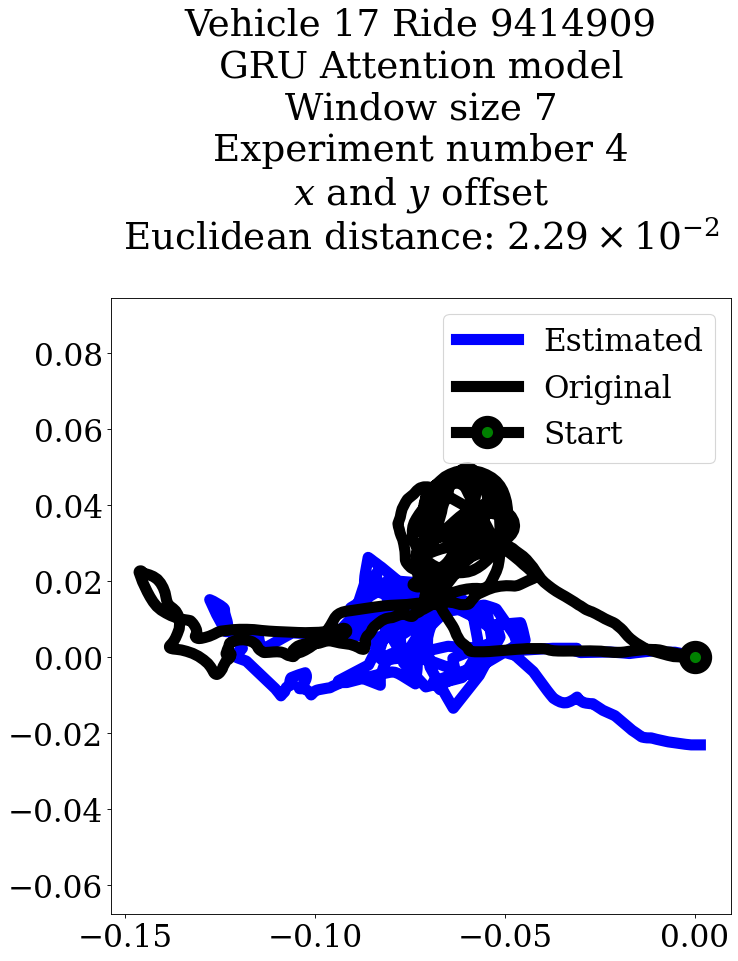 Vehicle 17 Ride 9414909
GRU Attention model
Window size 7
Experiment number 4
x and y offset
Euclidean distance: 2.29 × 10⁻²
Estimated
Original
Start
0.08
0.06
0.04
0.02
0.00
−0.02
−0.04
−0.06
−0.15
−0.10
−0.05
0.00